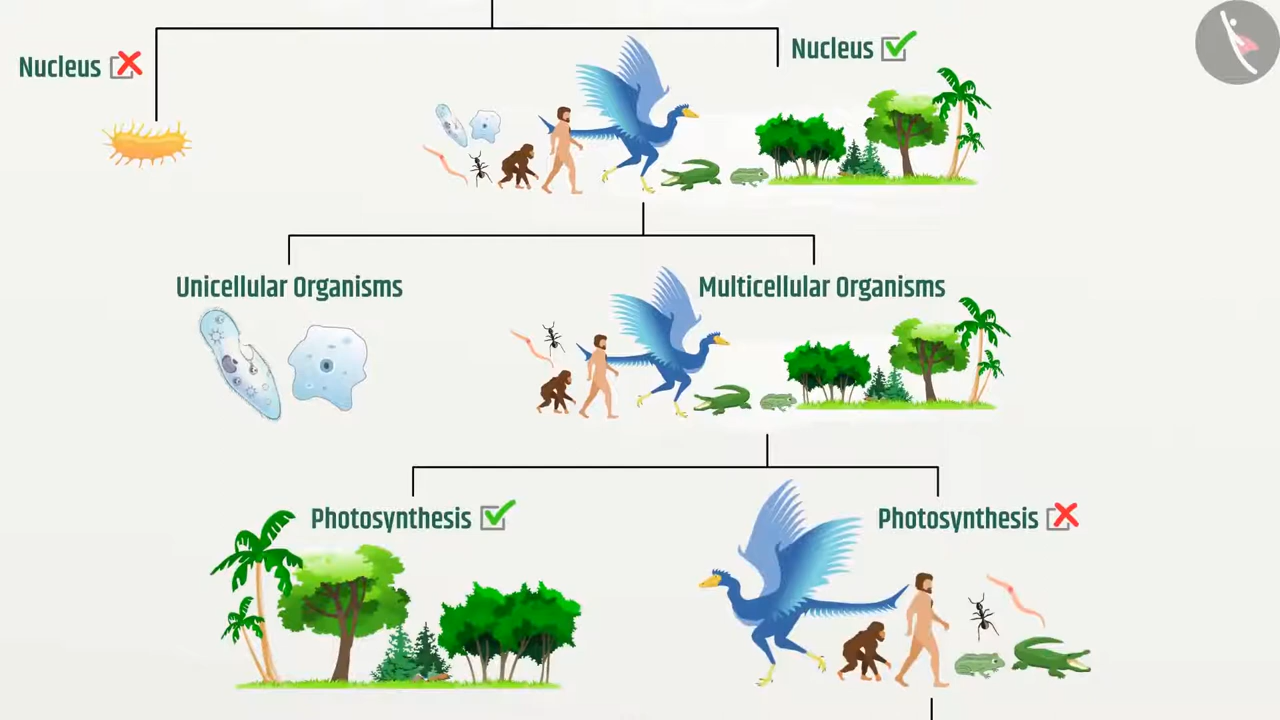 Nucleus
Nucleus
Unicellular Organisms
Multicellular Organisms
Photosynthesis
Photosynthesis